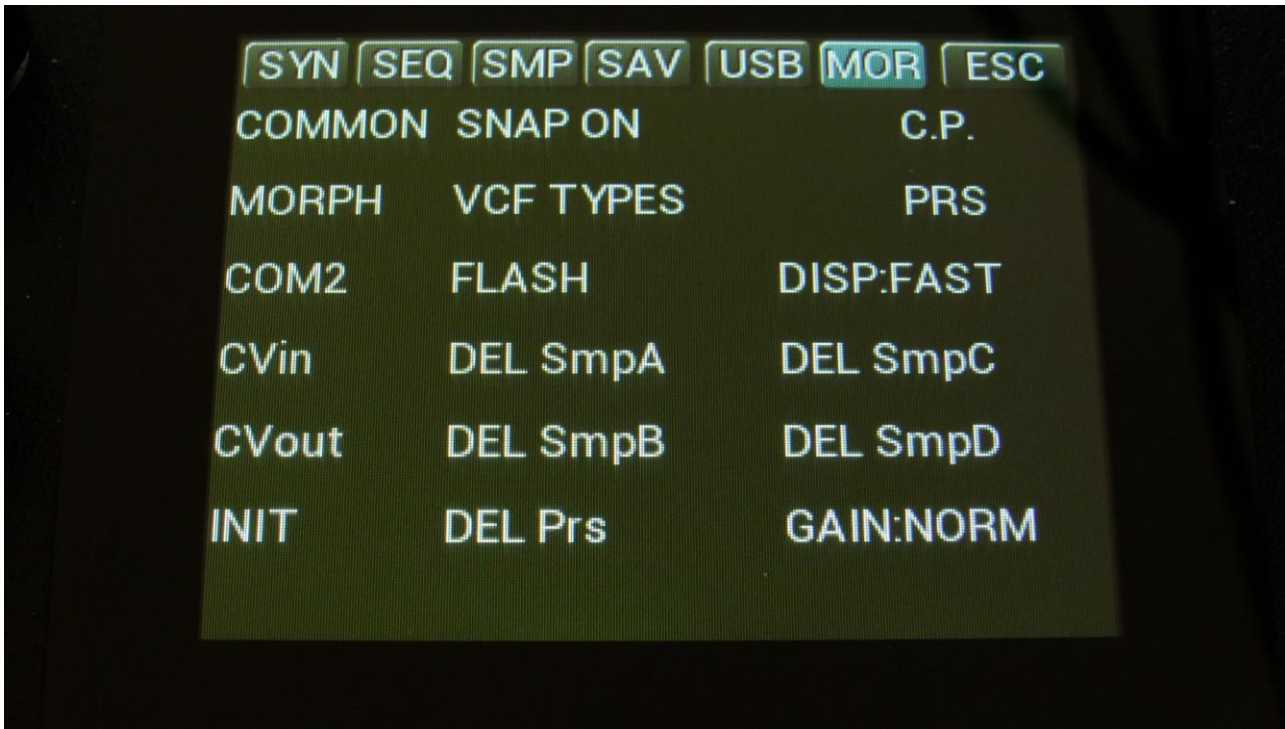 SYN SEQ SMP SAV USB MOR ESC
COMMON SNAP ON C.P.
MORPH VCF TYPES PRS
COM2 FLASH DISP:FAST
CVin DEL SmpA DEL SmpC
CVout DEL SmpB DEL SmpD
INIT DEL Prs GAIN:NORM